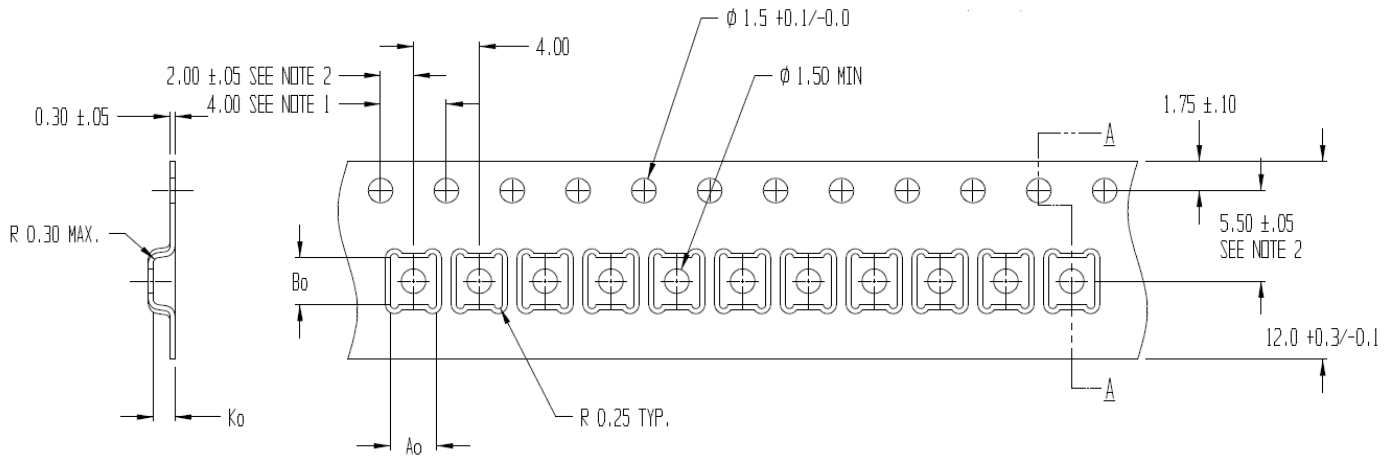 Ø 1.5 +0.1/-0.0
4.00
2.00 ±.05 SEE NOTE 2
Ø 1.50 MIN
4.00 SEE NOTE 1
0.30 ±.05
1.75 ±.10
A
R 0.30 MAX.
5.50 ±.05
SEE NOTE 2
Bo
12.0 +0.3/-0.1
A
Ko
R 0.25 TYP.
Ao